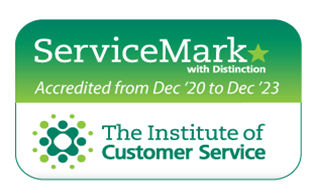 ServiceMark
with Distinction
Accredited from Dec '20 to Dec '23
The Institute of
Customer Service